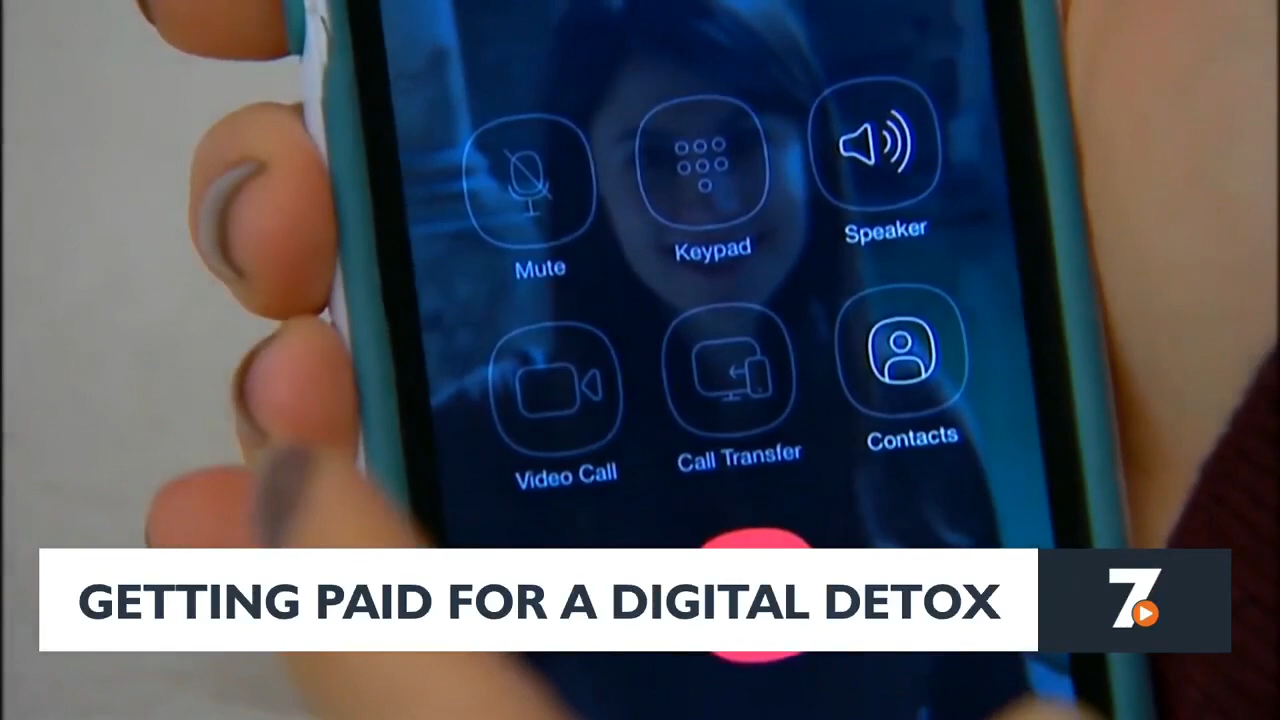 Mute
Keypad
Speaker
Video Call
Call Transfer
Contacts
GETTING PAID FOR A DIGITAL DETOX
7